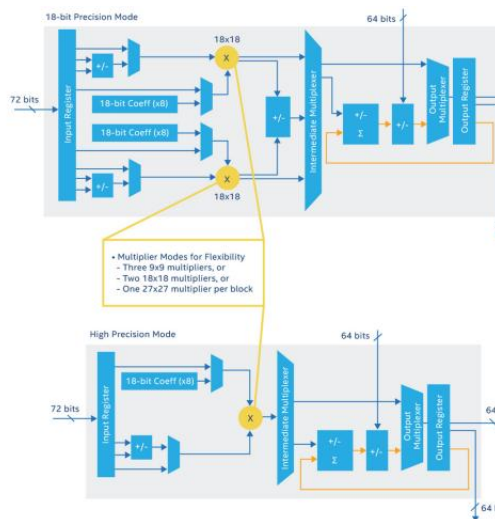 18-bit Precision Mode
64 bits
18x18
X
Input Register
+/-
72 bits
18-bit Coeff (x8)
18-bit Coeff (x8)
+/-
Intermediate Multiplexer
+/-
Σ
+/-
Output Multiplexer
Output Register
+/-
X
18x18
• Multiplier Modes for Flexibility
- Three 9x9 multipliers, or
- Two 18x18 multipliers, or
- One 27x27 multiplier per block
High Precision Mode
64 bits
72 bits
Input Register
18-bit Coeff (x8)
+/-
X
Intermediate Multiplexer
+/-
Σ
+/-
Output
Multiplexer
Output Register
64
64 b